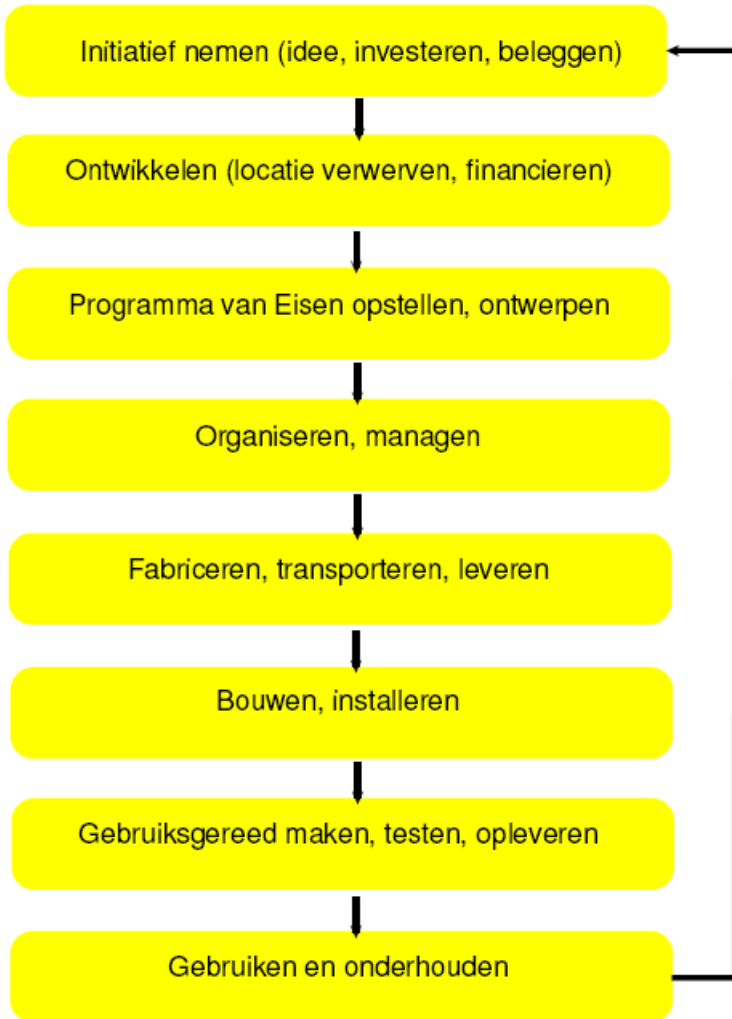 Initiatief nemen (idee, investeren, beleggen)
Ontwikkelen (locatie verwerven, financieren)
Programma van Eisen opstellen, ontwerpen
Organiseren, managen
Fabriceren, transporteren, leveren
Bouwen, installeren
Gebruiksgereed maken, testen, opleveren
Gebruiken en onderhouden